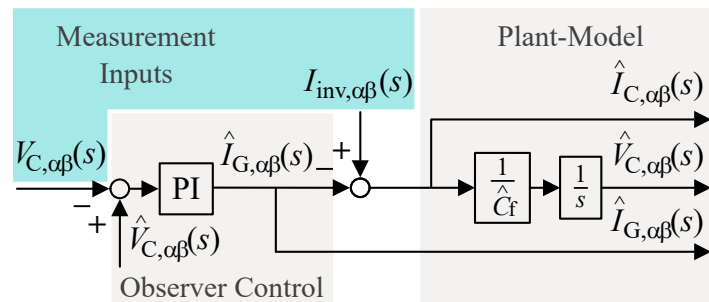 Measurement
Inputs
Plant-Model
I_inv,αβ(s)
Î_C,αβ(s)
V_C,αβ(s)
Î_G,αβ(s)
− +
V̂_C,αβ(s)
PI
1/Ĉ_f
1/s
− +
V̂_C,αβ(s)
Î_G,αβ(s)
Observer Control